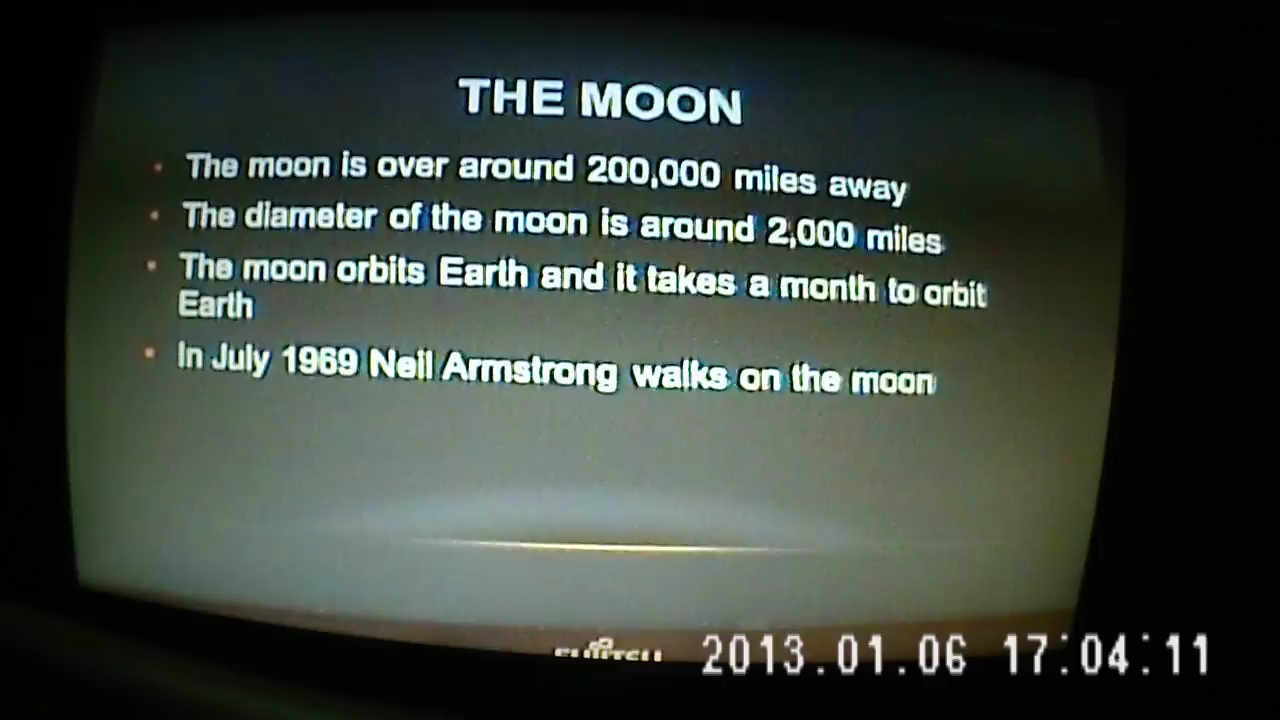 THE MOON
The moon is over around 200,000 miles away
The diameter of the moon is around 2,000 miles
The moon orbits Earth and it takes a month to orbit
Earth
In July 1969 Neil Armstrong walks on the moon
FUJITSU
2013.01.06 17:04:11